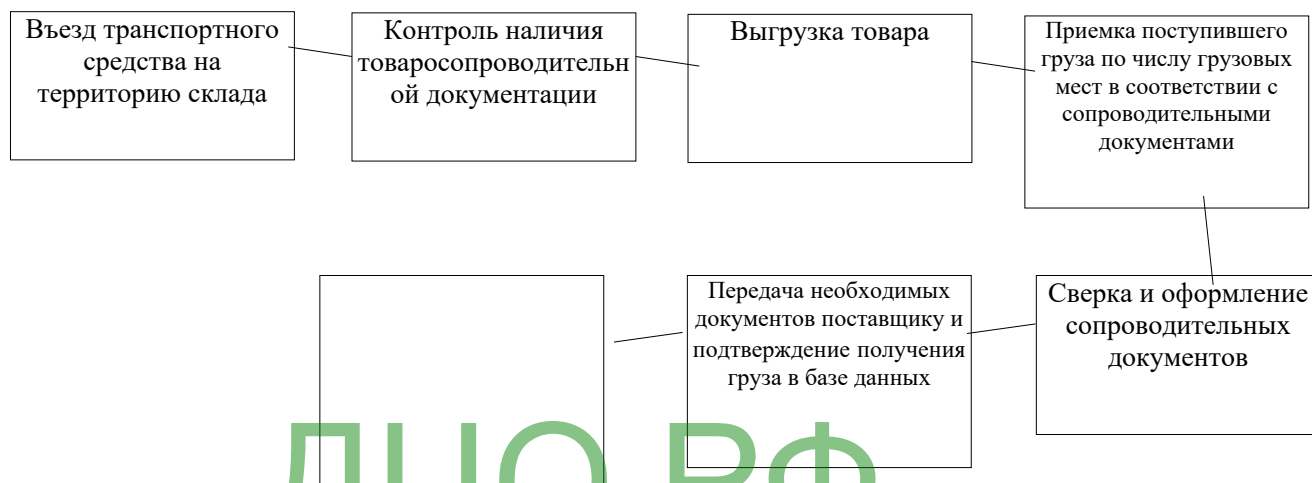 Въезд транспортного
средства на
территорию склада
Контроль наличия
товаросопроводительн
ой документации
Выгрузка товара
Приемка поступившего
груза по числу грузовых
мест в соответствии с
сопроводительными
документами
Сверка и оформление
сопроводительных
документов
Передача необходимых
документов поставщику и
подтверждение получения
груза в базе данных